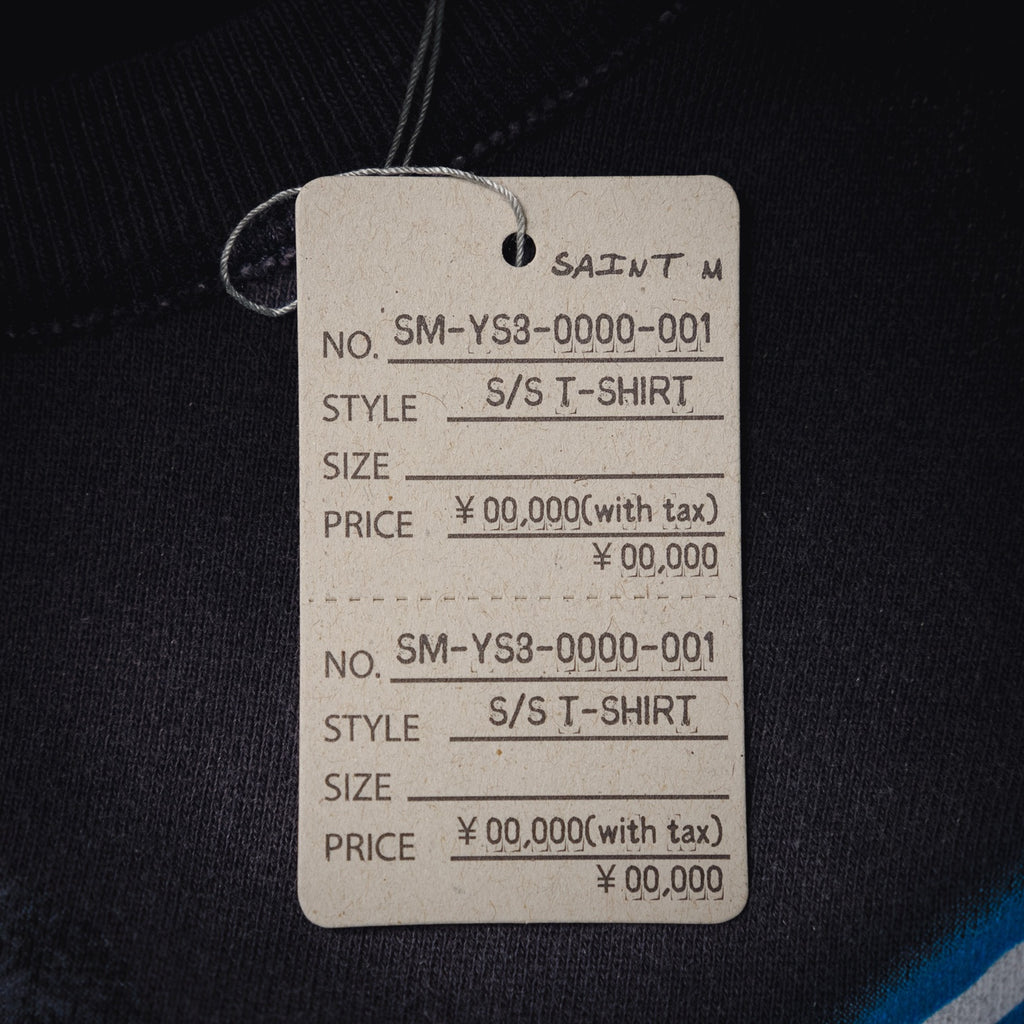 SAINT M
NO. SM-YS3-0000-001
STYLE S/S T-SHIRT
SIZE
PRICE ¥00,000(with tax)
¥00,000
NO. SM-YS3-0000-001
STYLE S/S T-SHIRT
SIZE
PRICE ¥00,000(with tax)
¥00,000